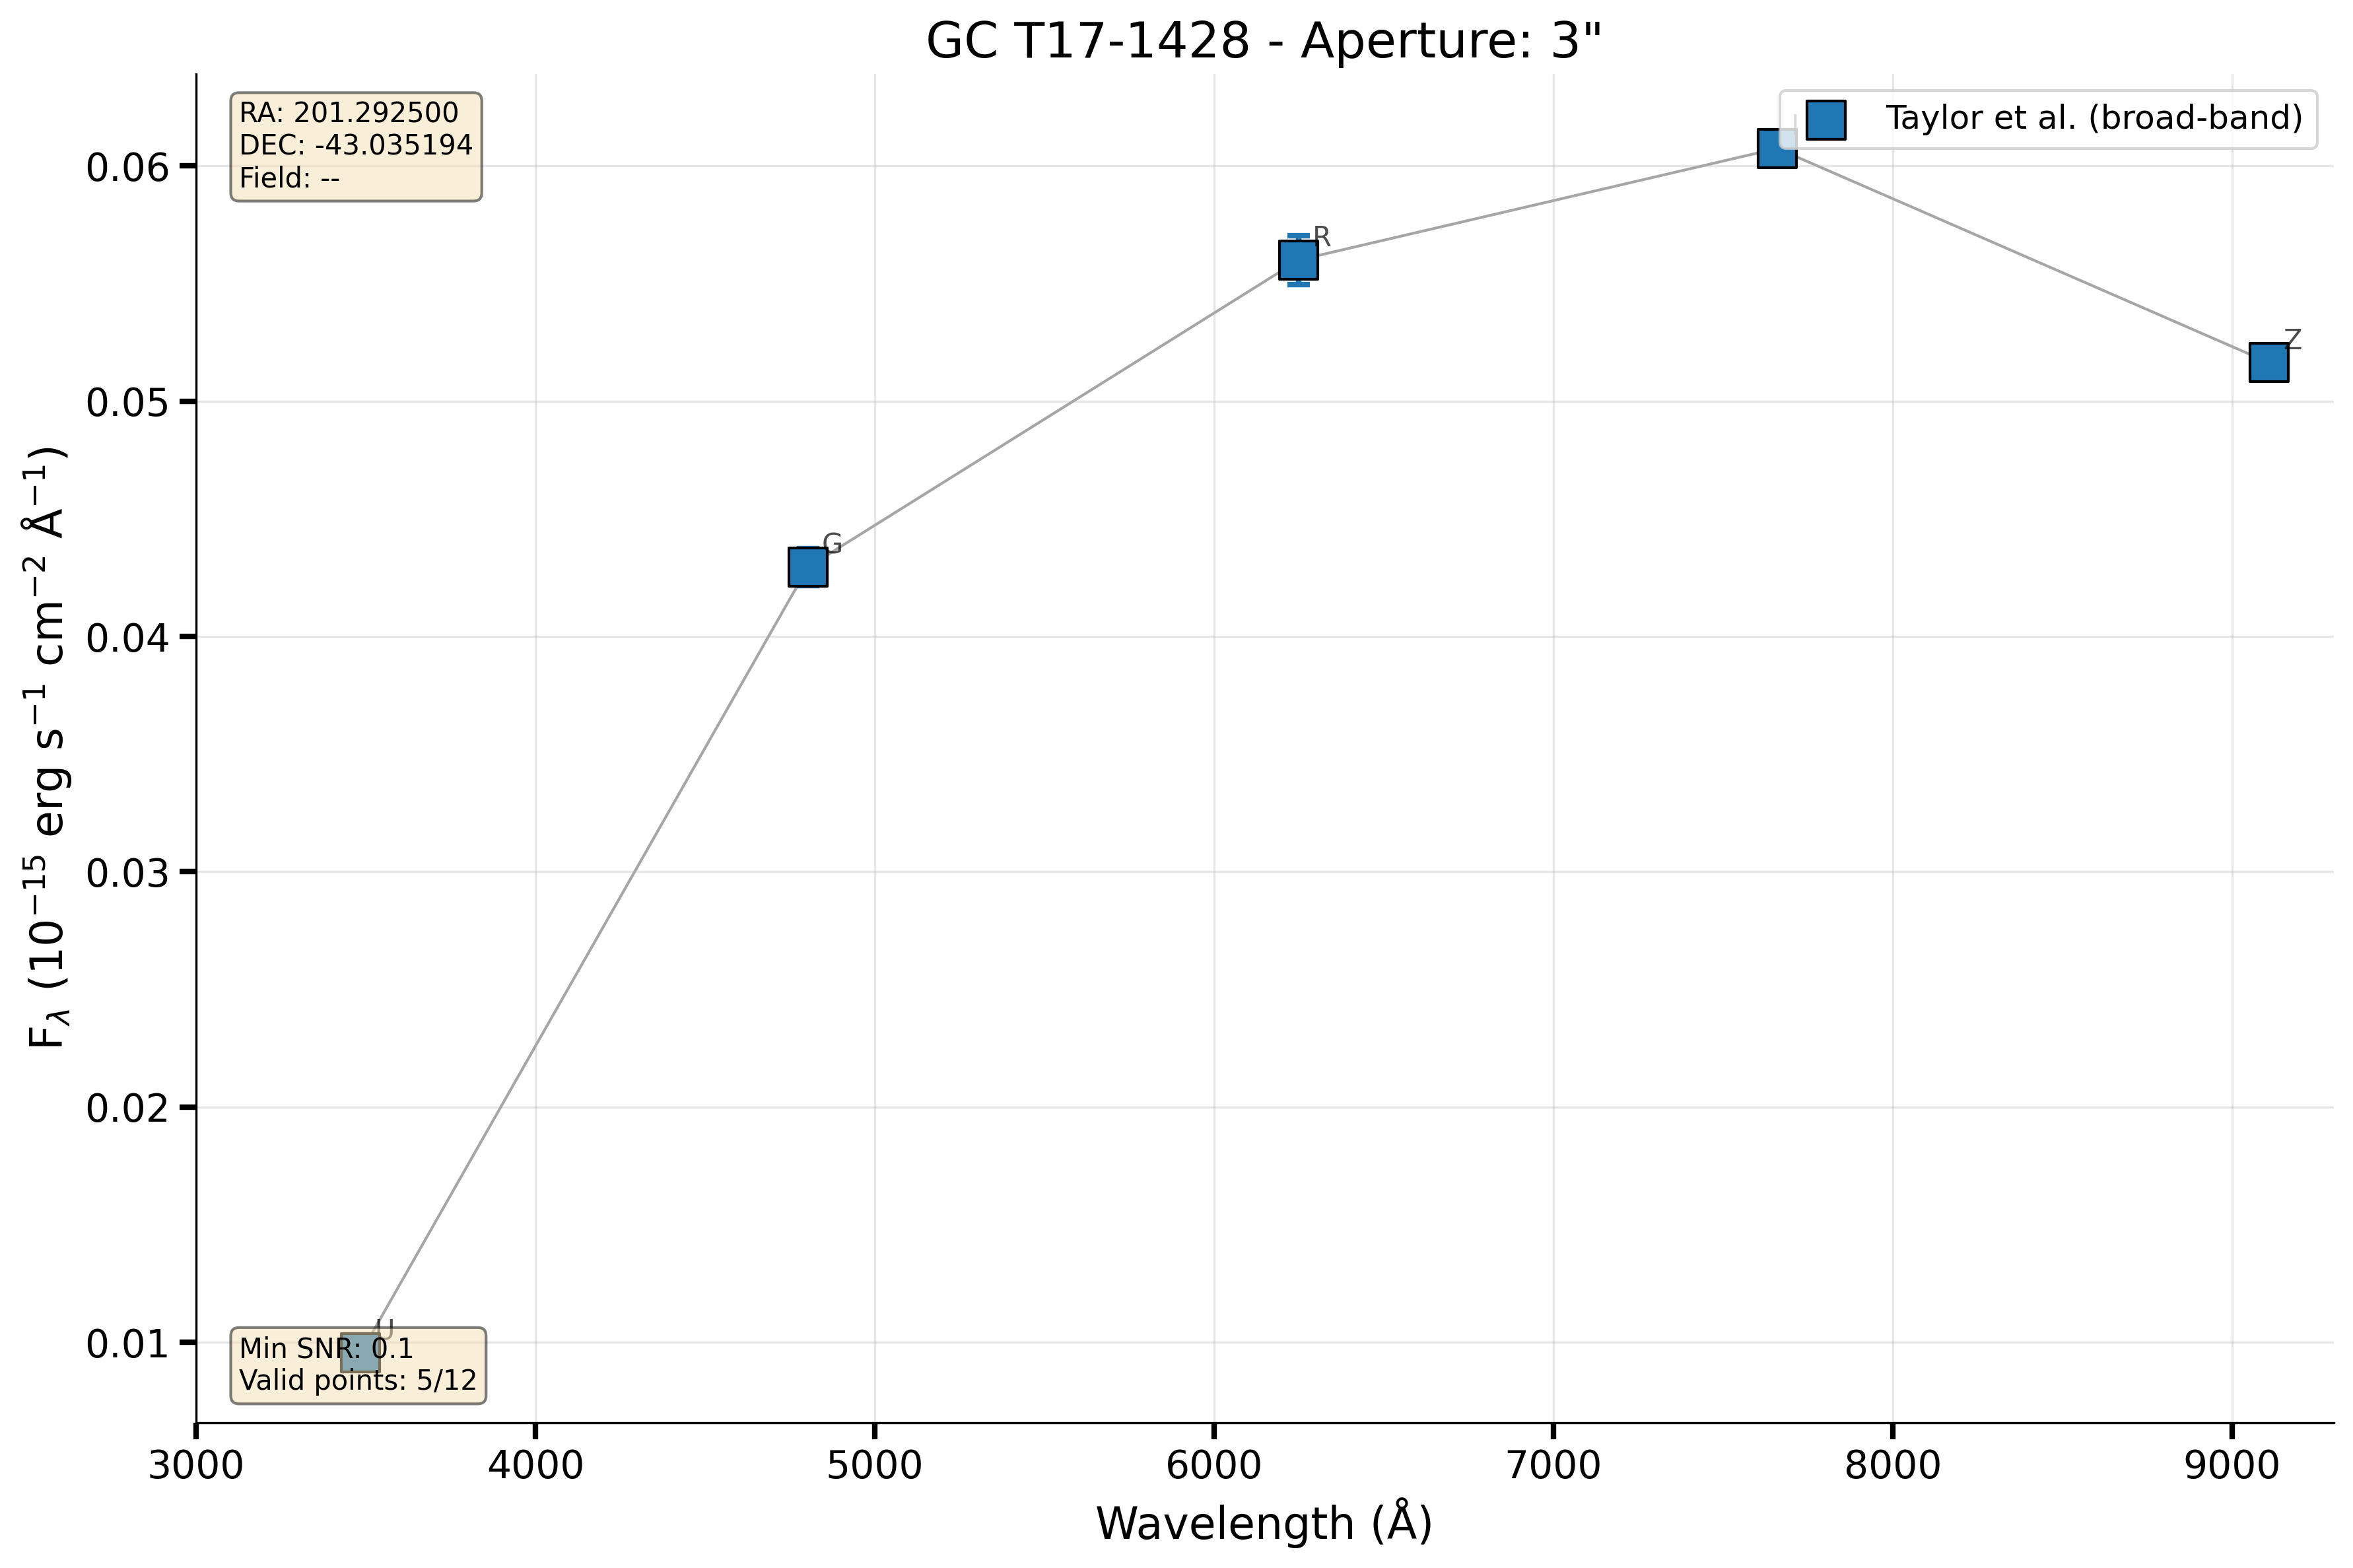 GC T17-1428 - Aperture: 3"
RA: 201.292500
DEC: -43.035194
Field: --
Taylor et al. (broad-band)
I
R
Z
G
U
Min SNR: 0.1
Valid points: 5/12
0.06
0.05
0.04
0.03
0.02
0.01
F_λ (10⁻¹⁵ erg s⁻¹ cm⁻² Å⁻¹)
3000 4000 5000 6000 7000 8000 9000
Wavelength (Å)